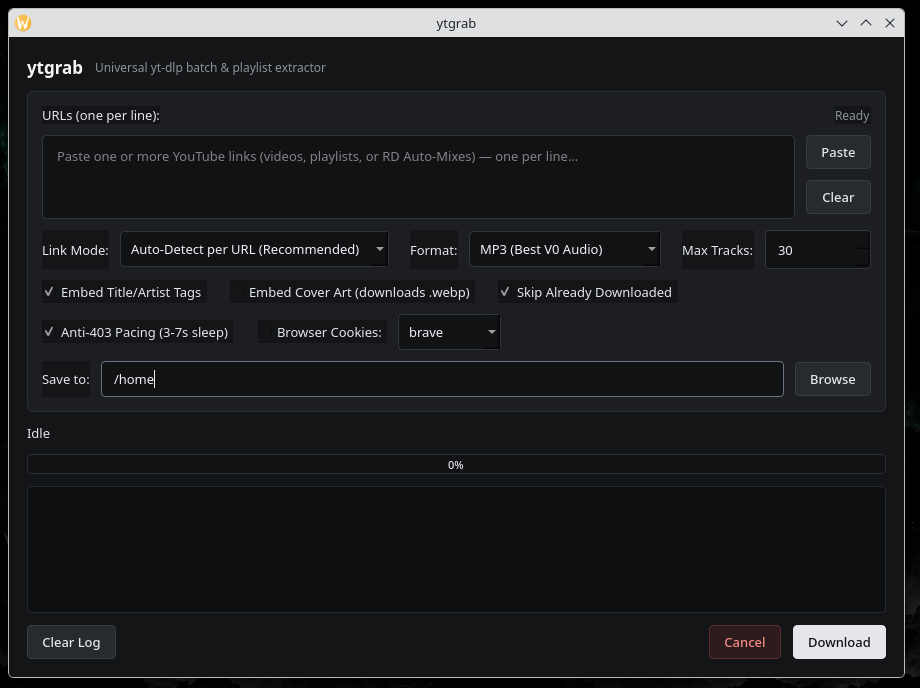 ytgrab
ytgrab Universal yt-dlp batch & playlist extractor
URLs (one per line): Ready
Paste one or more YouTube links (videos, playlists, or RD Auto-Mixes) — one per line...
Paste
Clear
Link Mode: Auto-Detect per URL (Recommended) Format: MP3 (Best V0 Audio) Max Tracks: 30
Embed Title/Artist Tags Embed Cover Art (downloads .webp) Skip Already Downloaded
Anti-403 Pacing (3-7s sleep) Browser Cookies: brave
Save to: /home Browse
Idle
0%
Clear Log Cancel Download